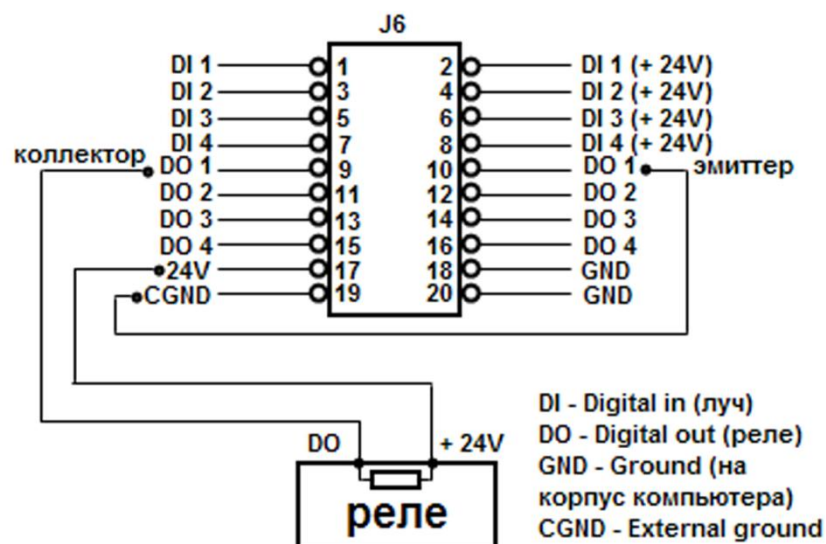 J6
DI 1 1 2 DI 1 (+ 24V)
DI 2 3 4 DI 2 (+ 24V)
DI 3 5 6 DI 3 (+ 24V)
DI 4 7 8 DI 4 (+ 24V)
коллектор DO 1 9 10 DO 1 эмиттер
DO 2 11 12 DO 2
DO 3 13 14 DO 3
DO 4 15 16 DO 4
24V 17 18 GND
CGND 19 20 GND
DO + 24V
реле
DI - Digital in (луч)
DO - Digital out (реле)
GND - Ground (на
корпус компьютера)
CGND - External ground